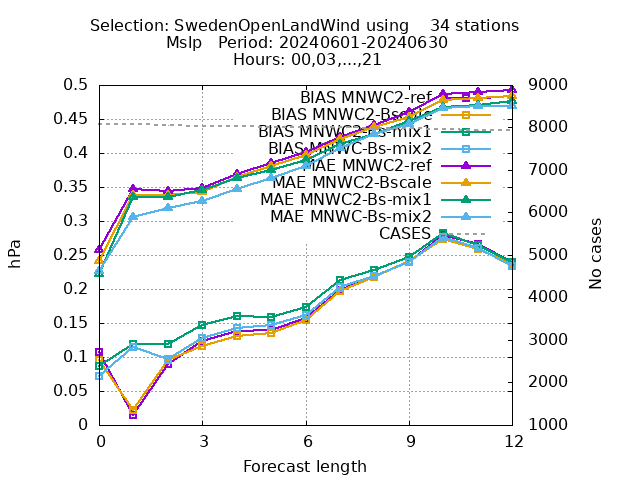 Selection: SwedenOpenLandWind using 34 stations
Mslp Period: 20240601-20240630
Hours: 00,03,...,21
0.5
0.45
0.4
0.35
0.3
0.25
0.2
0.15
0.1
0.05
0
hPa
9000
8000
7000
6000
5000
4000
3000
2000
1000
No cases
BIAS MNWC2-ref
BIAS MNWC2-Bscale
BIAS MNWC2-Bs-mix1
BIAS MNWC-Bs-mix2
MAE MNWC2-ref
MAE MNWC2-Bscale
MAE MNWC2-Bs-mix1
MAE MNWC-Bs-mix2
CASES
0 3 6 9 12
Forecast length